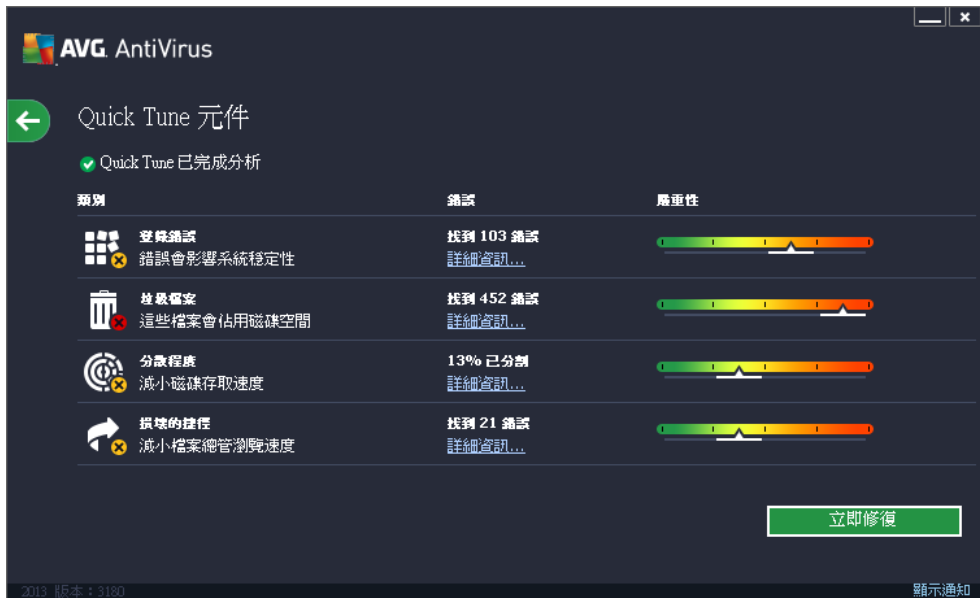 AVG. AntiVirus
Quick Tune 元件
Quick Tune 已完成分析
類別 錯誤 嚴重性
登錄錯誤 找到 103 錯誤
錯誤會影響系統穩定性 詳細資訊...
垃圾檔案 找到 452 錯誤
這些檔案會佔用磁碟空間 詳細資訊...
分散程度 13% 已分割
減小磁碟存取速度 詳細資訊...
損壞的捷徑 找到 21 錯誤
減小檔案總管瀏覽速度 詳細資訊...
立即修復
2013 版本：3180 顯示通知